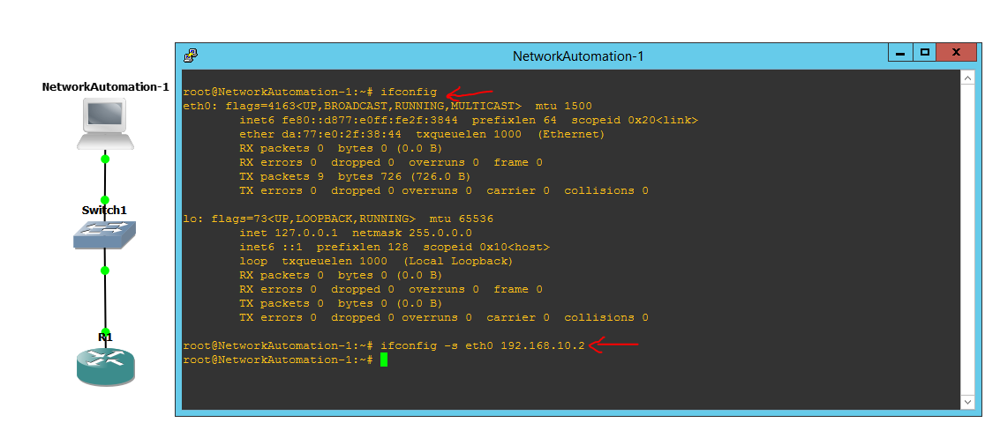 NetworkAutomation-1
NetworkAutomation-1
Switch1
R1
root@NetworkAutomation-1:~# ifconfig
eth0: flags=4163<UP,BROADCAST,RUNNING,MULTICAST>  mtu 1500
        inet6 fe80::d877:e0ff:fe2f:3844  prefixlen 64  scopeid 0x20<link>
        ether da:77:e0:2f:38:44  txqueuelen 1000  (Ethernet)
        RX packets 0  bytes 0 (0.0 B)
        RX errors 0  dropped 0  overruns 0  frame 0
        TX packets 9  bytes 726 (726.0 B)
        TX errors 0  dropped 0 overruns 0  carrier 0  collisions 0
lo: flags=73<UP,LOOPBACK,RUNNING>  mtu 65536
        inet 127.0.0.1  netmask 255.0.0.0
        inet6 ::1  prefixlen 128  scopeid 0x10<host>
        loop  txqueuelen 1000  (Local Loopback)
        RX packets 0  bytes 0 (0.0 B)
        RX errors 0  dropped 0  overruns 0  frame 0
        TX packets 0  bytes 0 (0.0 B)
        TX errors 0  dropped 0 overruns 0  carrier 0  collisions 0
root@NetworkAutomation-1:~# ifconfig -s eth0 192.168.10.2
root@NetworkAutomation-1:~#